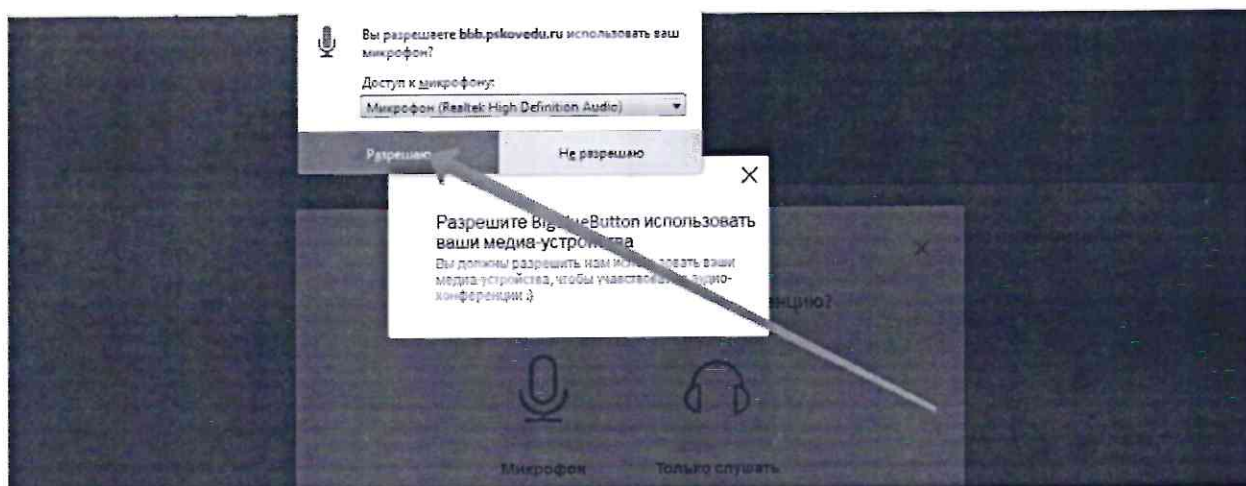 Вы разрешаете bbb.pskovedu.ru использовать ваш
микрофон?
Доступ к микрофону:
Микрофон (Realtek High Definition Audio)
Разрешаю
Не разрешаю
Разрешите BigBlueButton использовать
ваши медиа-устройства
Вы должны разрешить нам использовать ваши
медиа-устройства, чтобы участвовать в аудио-
конференции :)
енцию?
Микрофон
Только слушать